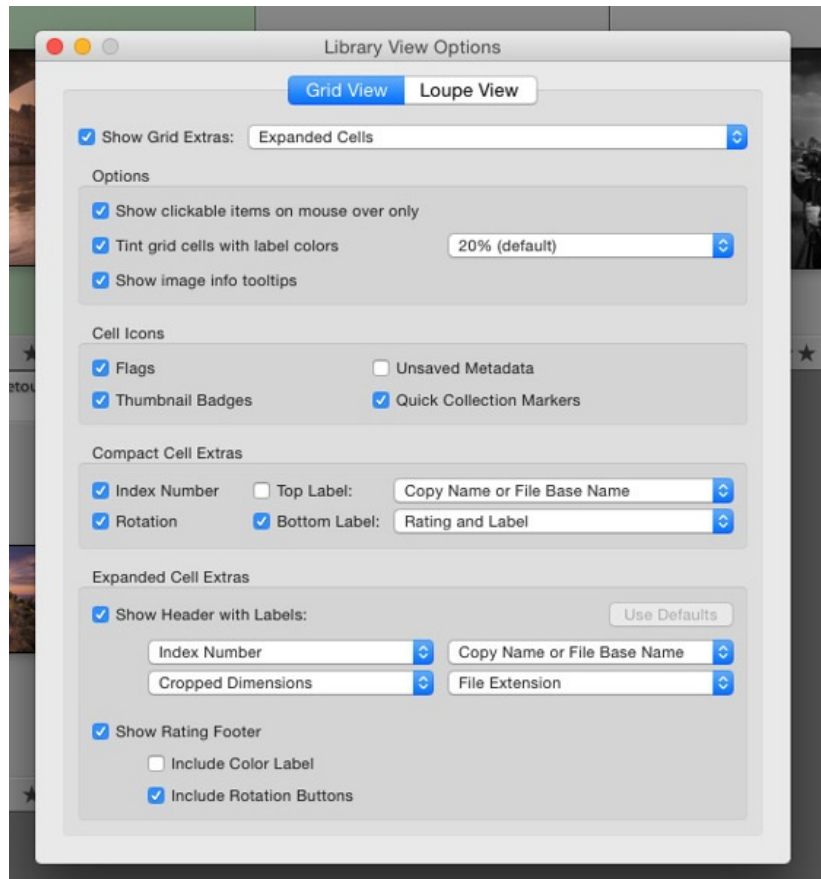 Library View Options
Grid View Loupe View
Show Grid Extras: Expanded Cells
Options
Show clickable items on mouse over only
Tint grid cells with label colors 20% (default)
Show image info tooltips
Cell Icons
Flags Unsaved Metadata
Thumbnail Badges Quick Collection Markers
Compact Cell Extras
Index Number Top Label: Copy Name or File Base Name
Rotation Bottom Label: Rating and Label
Expanded Cell Extras
Show Header with Labels: Use Defaults
Index Number Copy Name or File Base Name
Cropped Dimensions File Extension
Show Rating Footer
Include Color Label
Include Rotation Buttons